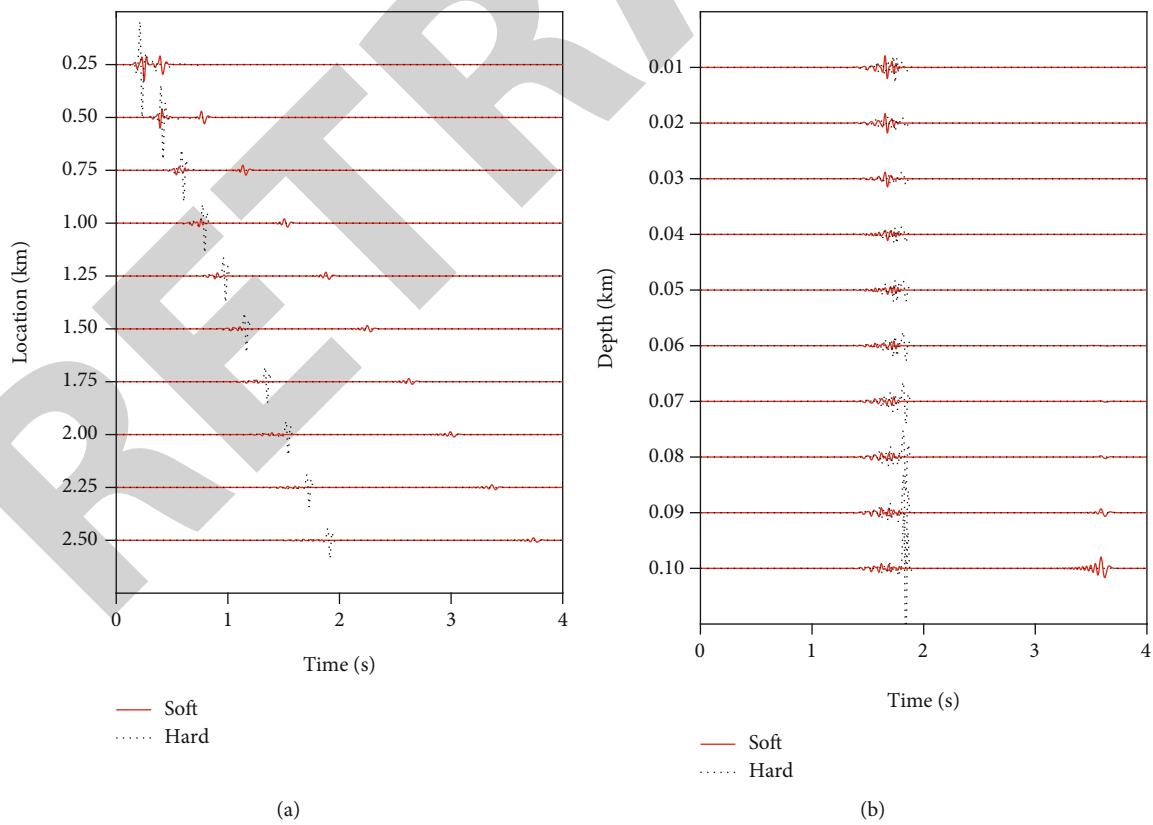 RETRA
0.25
0.50
0.75
1.00
1.25
1.50
1.75
2.00
2.25
2.50
Location (km)
0 1 2 3 4
Time (s)
Soft
Hard
(a)
0.01
0.02
0.03
0.04
0.05
0.06
0.07
0.08
0.09
0.10
Depth (km)
0 1 2 3 4
Time (s)
Soft
Hard
(b)